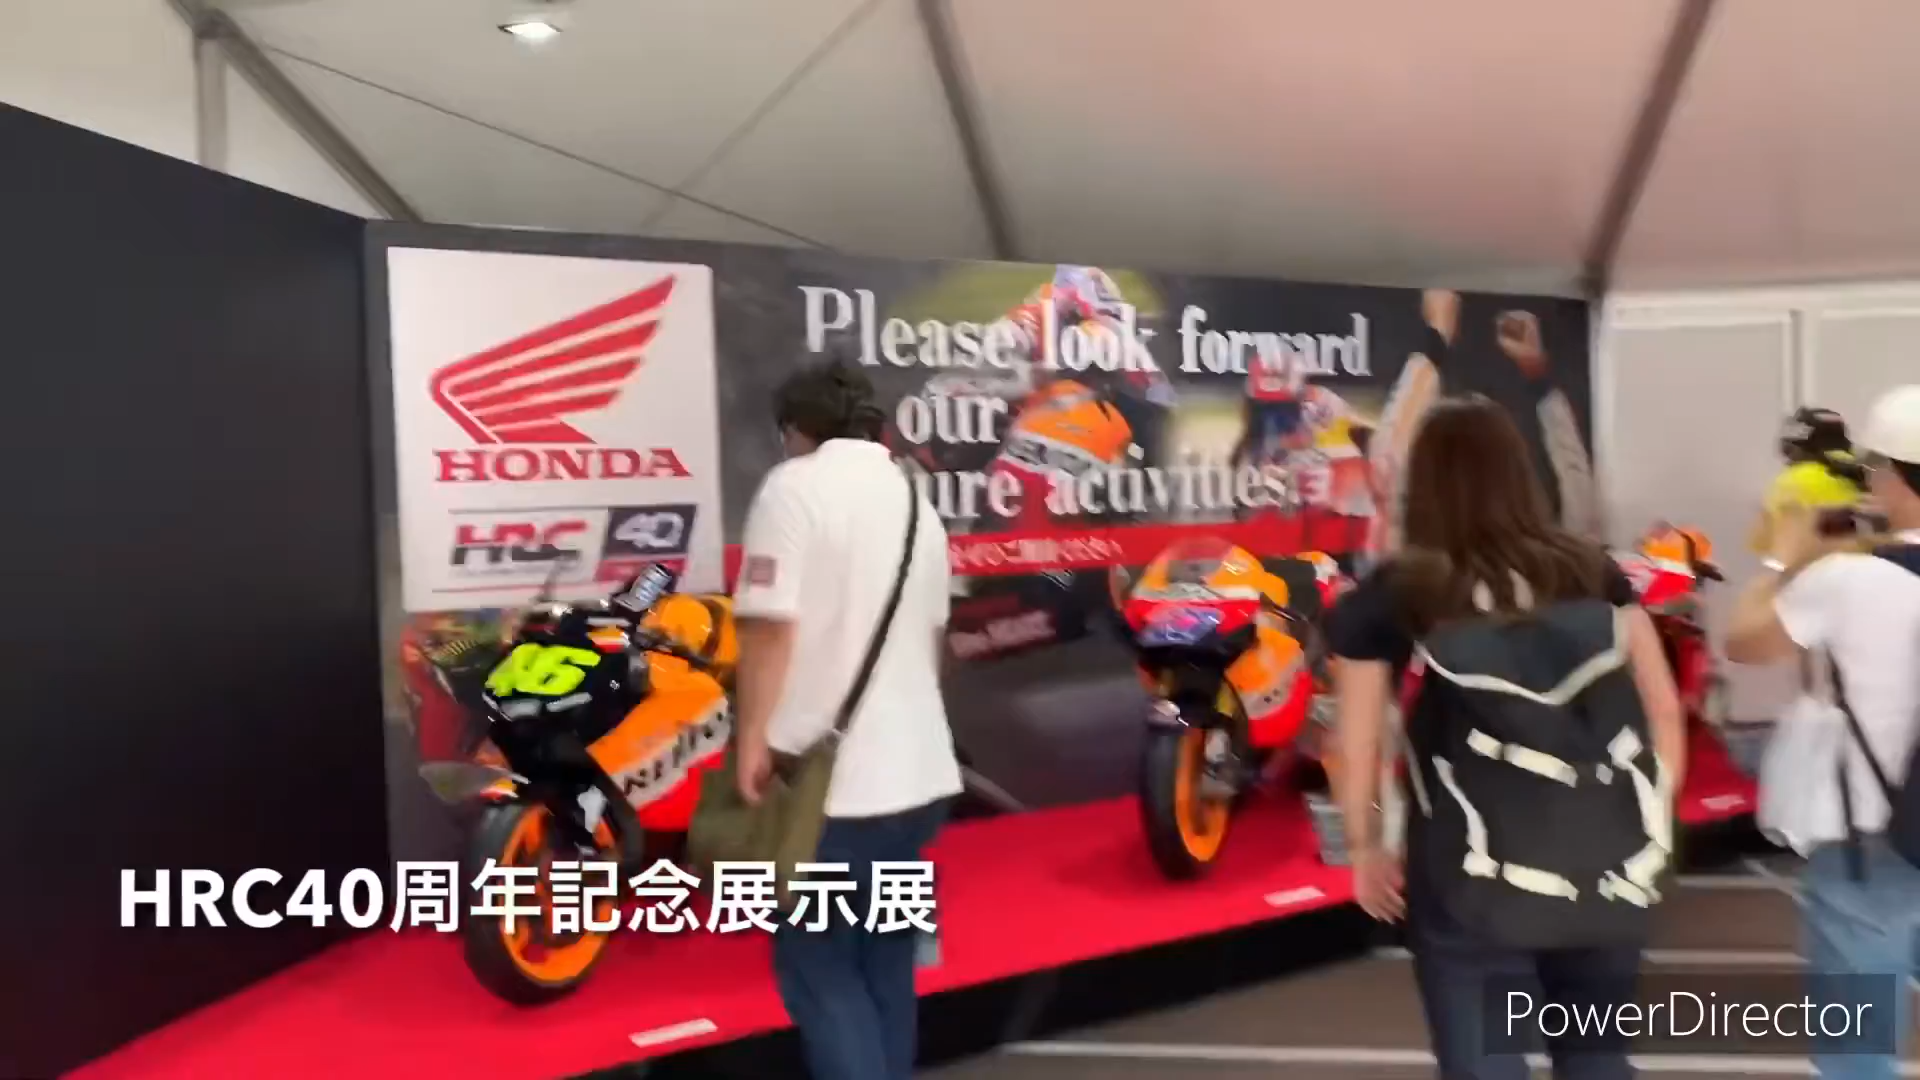 Please look forward
our
ure activities.
HONDA
HRC 40
46
HRC40周年記念展示展
PowerDirector